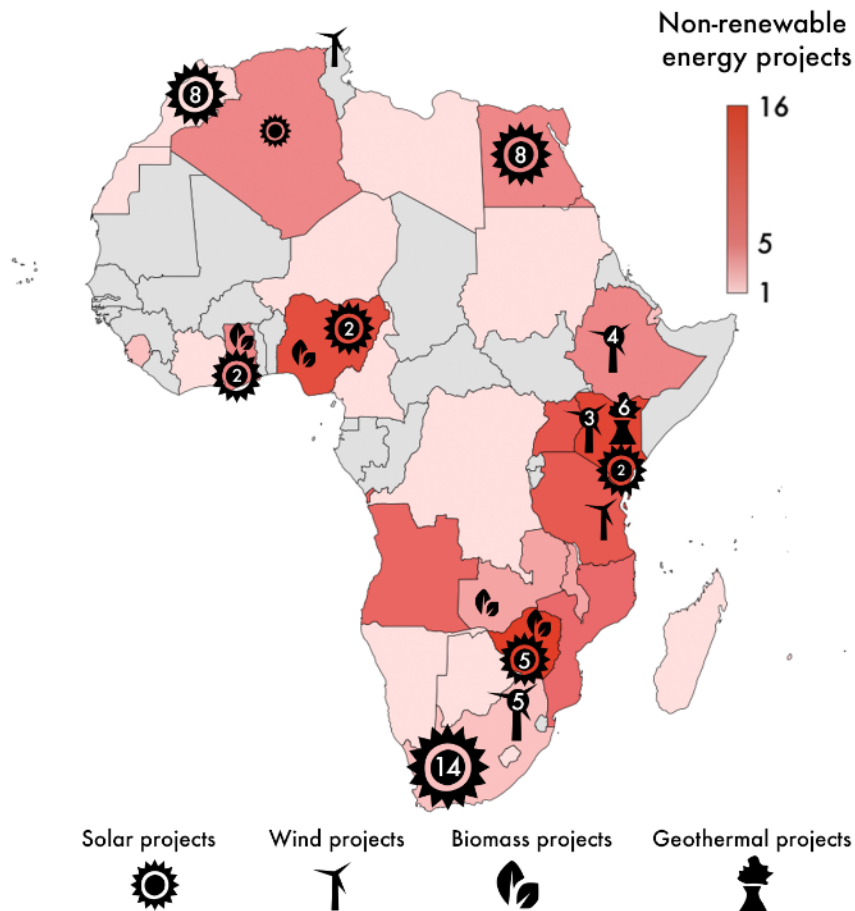 Non-renewable
energy projects
16
5
1
8
8
2
2
4
3
6
2
5
5
14
Solar projects
Wind projects
Biomass projects
Geothermal projects